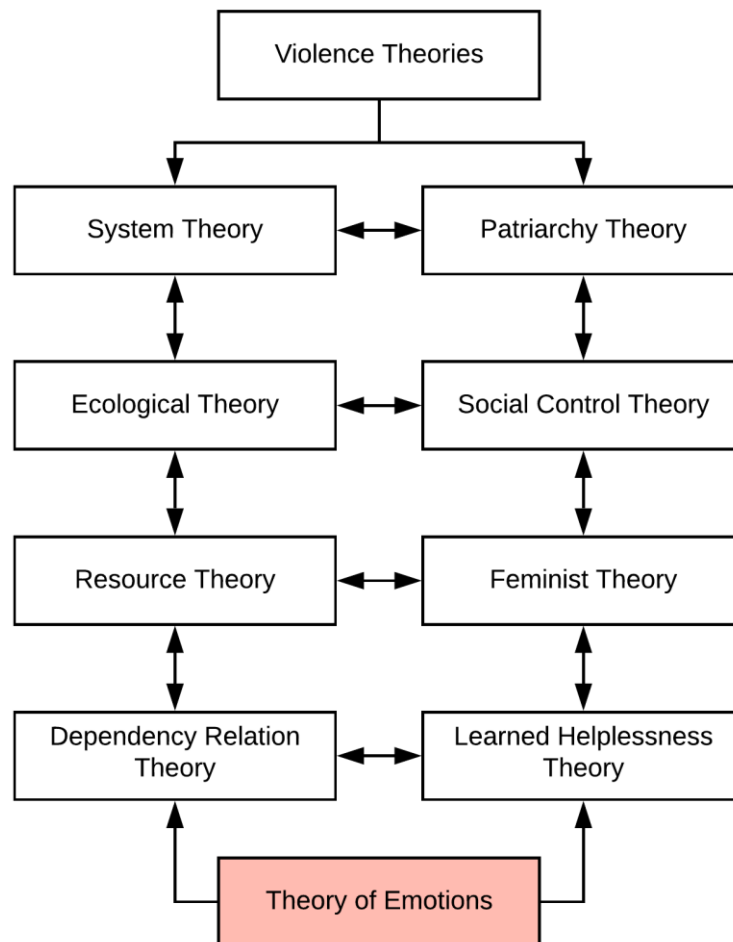 Violence Theories
System Theory
Patriarchy Theory
Ecological Theory
Social Control Theory
Resource Theory
Feminist Theory
Dependency Relation
Theory
Learned Helplessness
Theory
Theory of Emotions